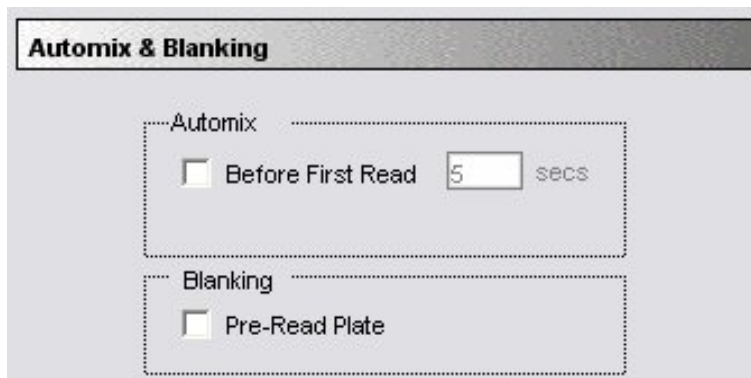 Automix & Blanking
Automix
Before First Read 5 secs
Blanking
Pre-Read Plate